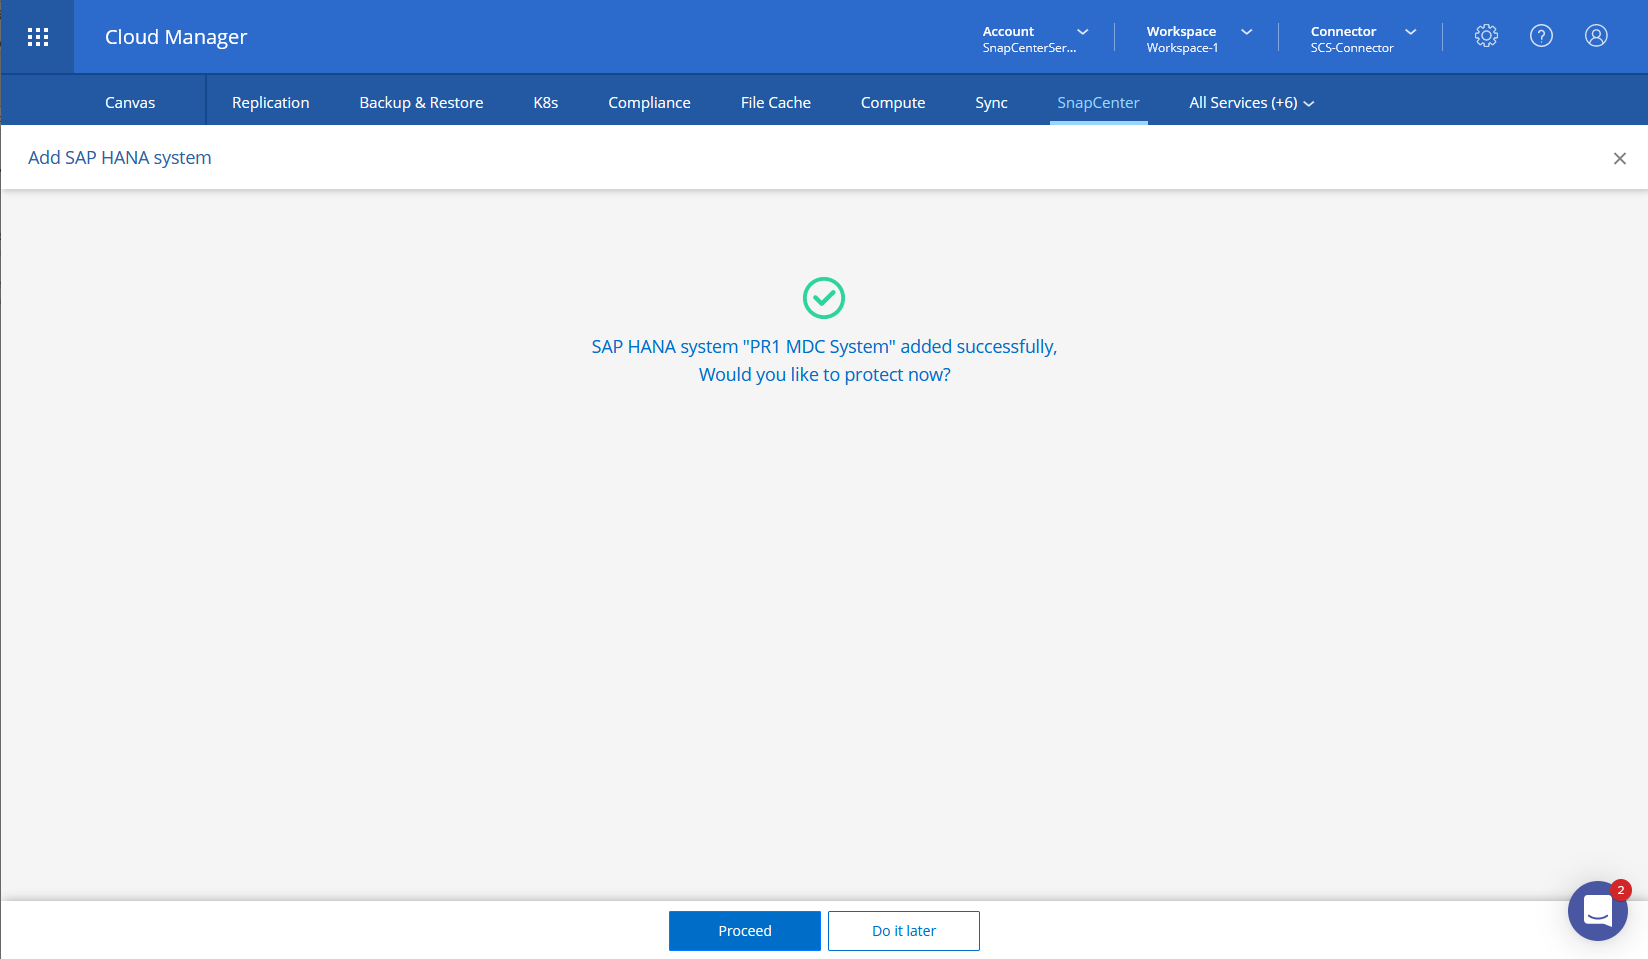 Cloud Manager
Account
SnapCenterSer...
Workspace
Workspace-1
Connector
SCS-Connector
?
Canvas
Replication
Backup & Restore
K8s
Compliance
File Cache
Compute
Sync
SnapCenter
All Services (+6)
Add SAP HANA system
SAP HANA system "PR1 MDC System" added successfully,
Would you like to protect now?
Proceed
Do it later
2